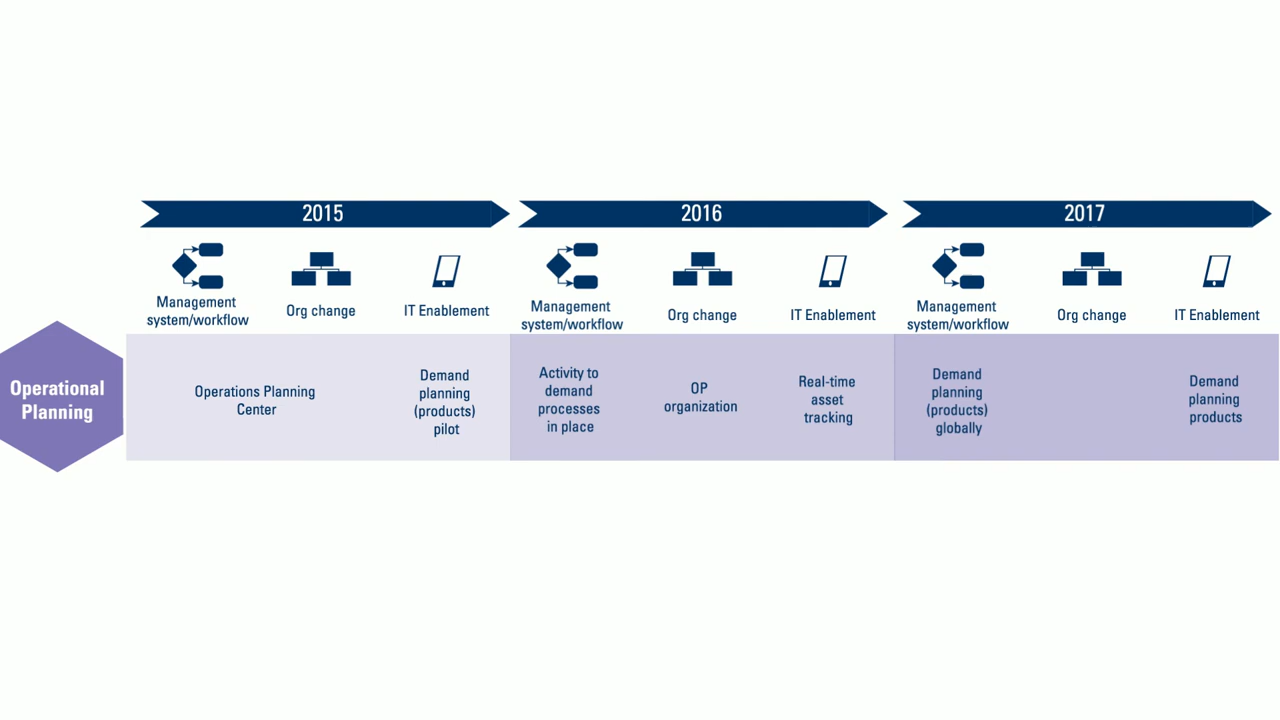 2015
2016
2017
Management
system/workflow
Org change
IT Enablement
Management
system/workflow
Org change
IT Enablement
Management
system/workflow
Org change
IT Enablement
Operational
Planning
Operations Planning
Center
Demand
planning
(products)
pilot
Activity to
demand
processes
in place
OP
organization
Real-time
asset
tracking
Demand
planning
(products)
globally
Demand
planning
products